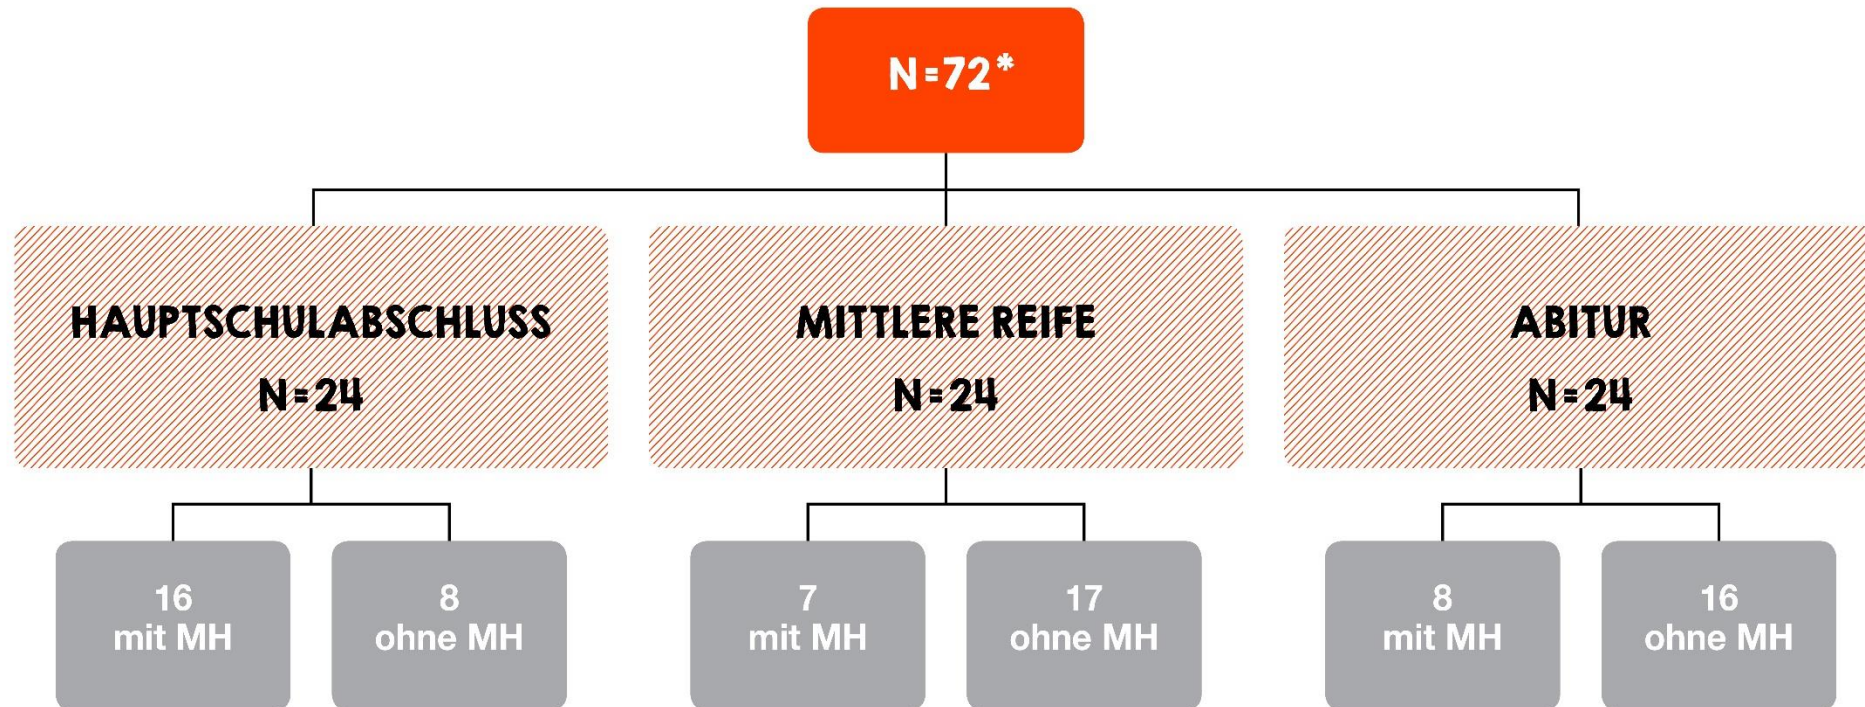 N=72*
HAUPTSCHULABSCHLUSS
N=24
MITTLERE REIFE
N=24
ABITUR
N=24
16
mit MH
8
ohne MH
7
mit MH
17
ohne MH
8
mit MH
16
ohne MH